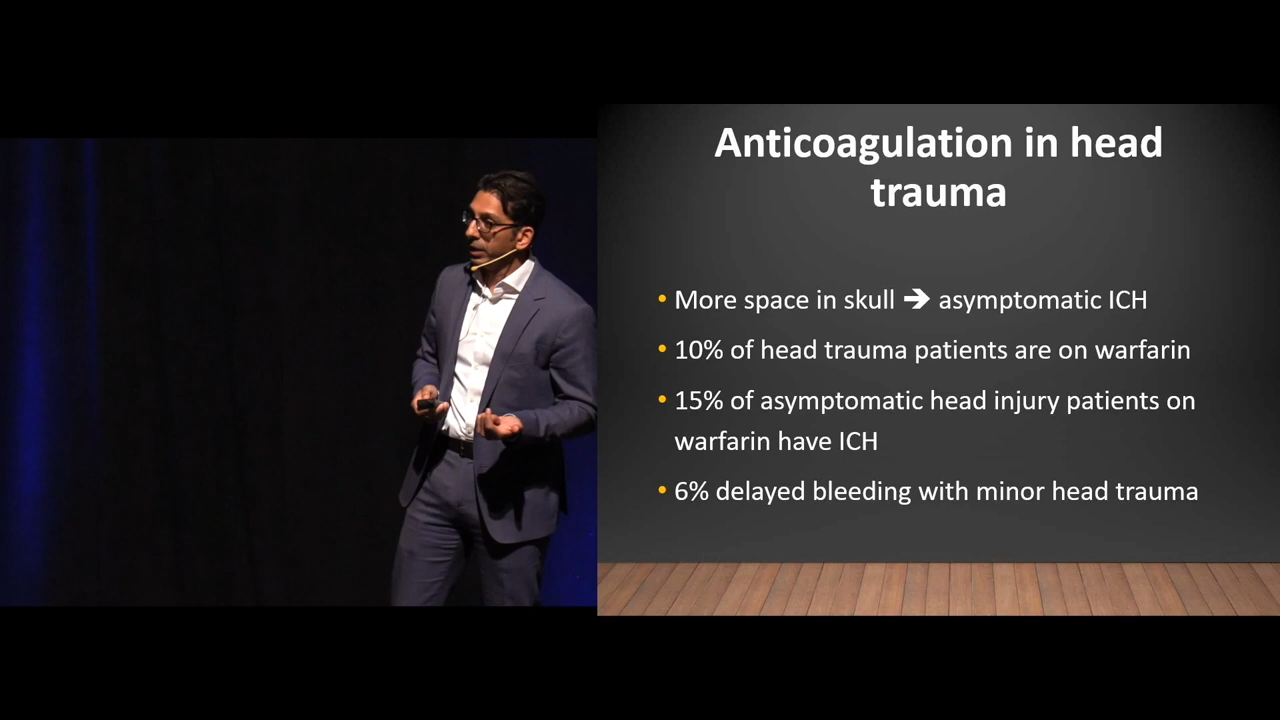 Anticoagulation in head
trauma
• More space in skull ➔ asymptomatic ICH
• 10% of head trauma patients are on warfarin
• 15% of asymptomatic head injury patients on
warfarin have ICH
• 6% delayed bleeding with minor head trauma